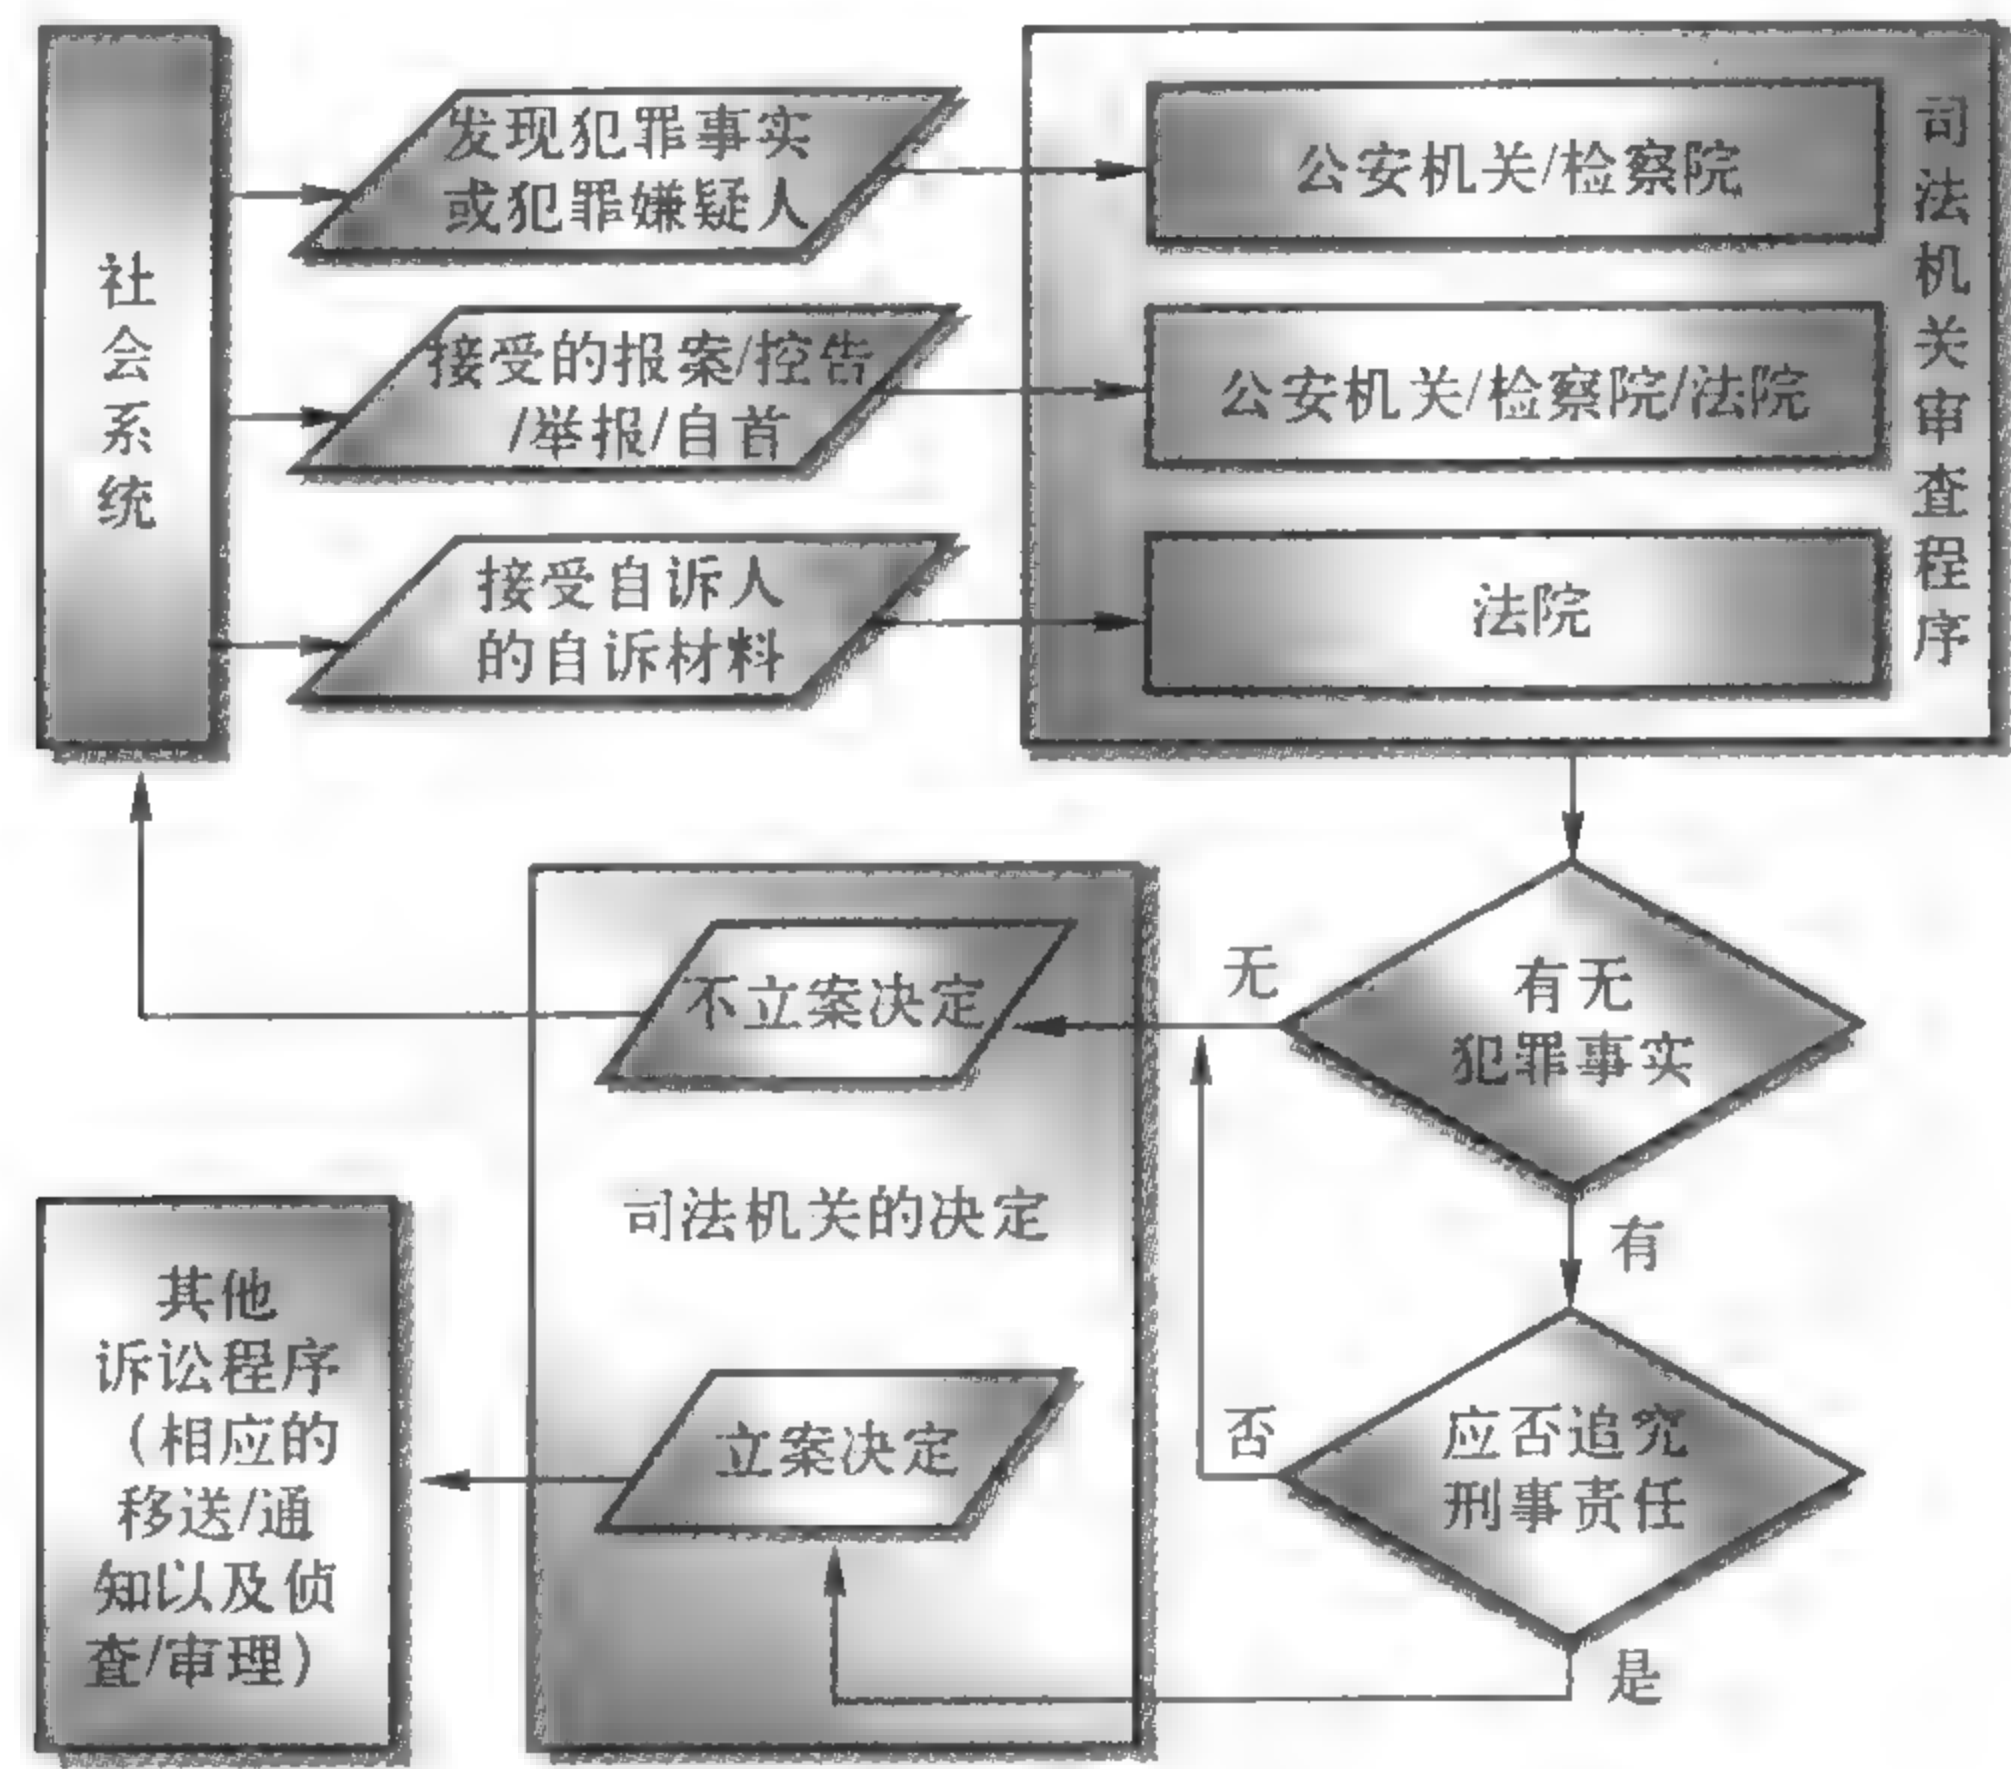 社会系统
发现犯罪事实
或犯罪嫌疑人
接受的报案/控告
/举报/自首
接受自诉人
的自诉材料
公安机关/检察院
公安机关/检察院/法院
法院
司法机关审查程序
有无
犯罪事实
无
有
不立案决定
司法机关的决定
立案决定
应否追究
刑事责任
否
是
其他
诉讼程序
（相应的
移送/通
知以及侦
查/审理）